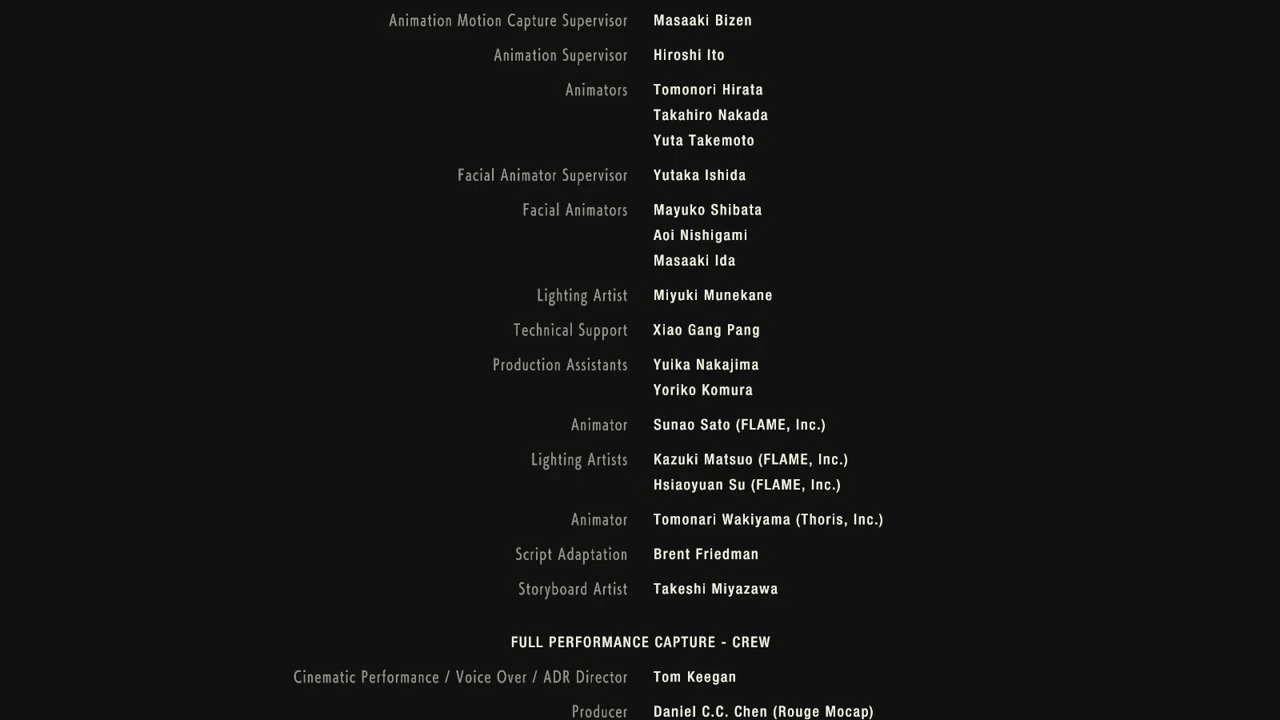 Animation Motion Capture Supervisor Masaaki Bizen
Animation Supervisor Hiroshi Ito
Animators Tomonori Hirata
Takahiro Nakada
Yuta Takemoto
Facial Animator Supervisor Yutaka Ishida
Facial Animators Mayuko Shibata
Aoi Nishigami
Masaaki Ida
Lighting Artist Miyuki Munekane
Technical Support Xiao Gang Pang
Production Assistants Yuika Nakajima
Yoriko Komura
Animator Sunao Sato (FLAME, Inc.)
Lighting Artists Kazuki Matsuo (FLAME, Inc.)
Hsiaoyuan Su (FLAME, Inc.)
Animator Tomonari Wakiyama (Thoris, Inc.)
Script Adaptation Brent Friedman
Storyboard Artist Takeshi Miyazawa
FULL PERFORMANCE CAPTURE - CREW
Cinematic Performance / Voice Over / ADR Director Tom Keegan
Producer Daniel C.C. Chen (Rouge Mocap)